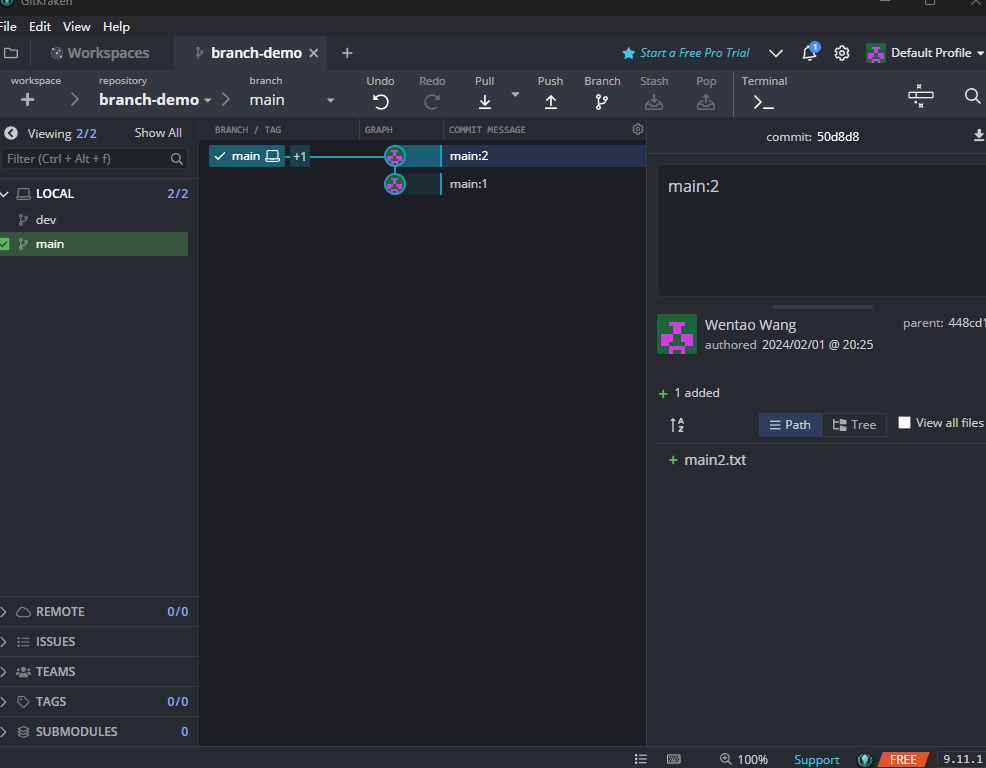 GitKraken
File Edit View Help
Workspaces
branch-demo
Start a Free Pro Trial
1
Default Profile
workspace
repository
branch-demo
branch
main
Undo
Redo
Pull
Push
Branch
Stash
Pop
Terminal
Viewing 2/2
Show All
Filter (Ctrl + Alt + f)
LOCAL 2/2
dev
main
REMOTE 0/0
ISSUES
TEAMS
TAGS 0/0
SUBMODULES 0
BRANCH / TAG GRAPH COMMIT MESSAGE
main +1 main:2
main:1
commit: 50d8d8
main:2
Wentao Wang
authored 2024/02/01 @ 20:25
parent: 448cd1
+ 1 added
A
Z
Path
Tree
View all files
+ main2.txt
100%
Support
FREE
9.11.1